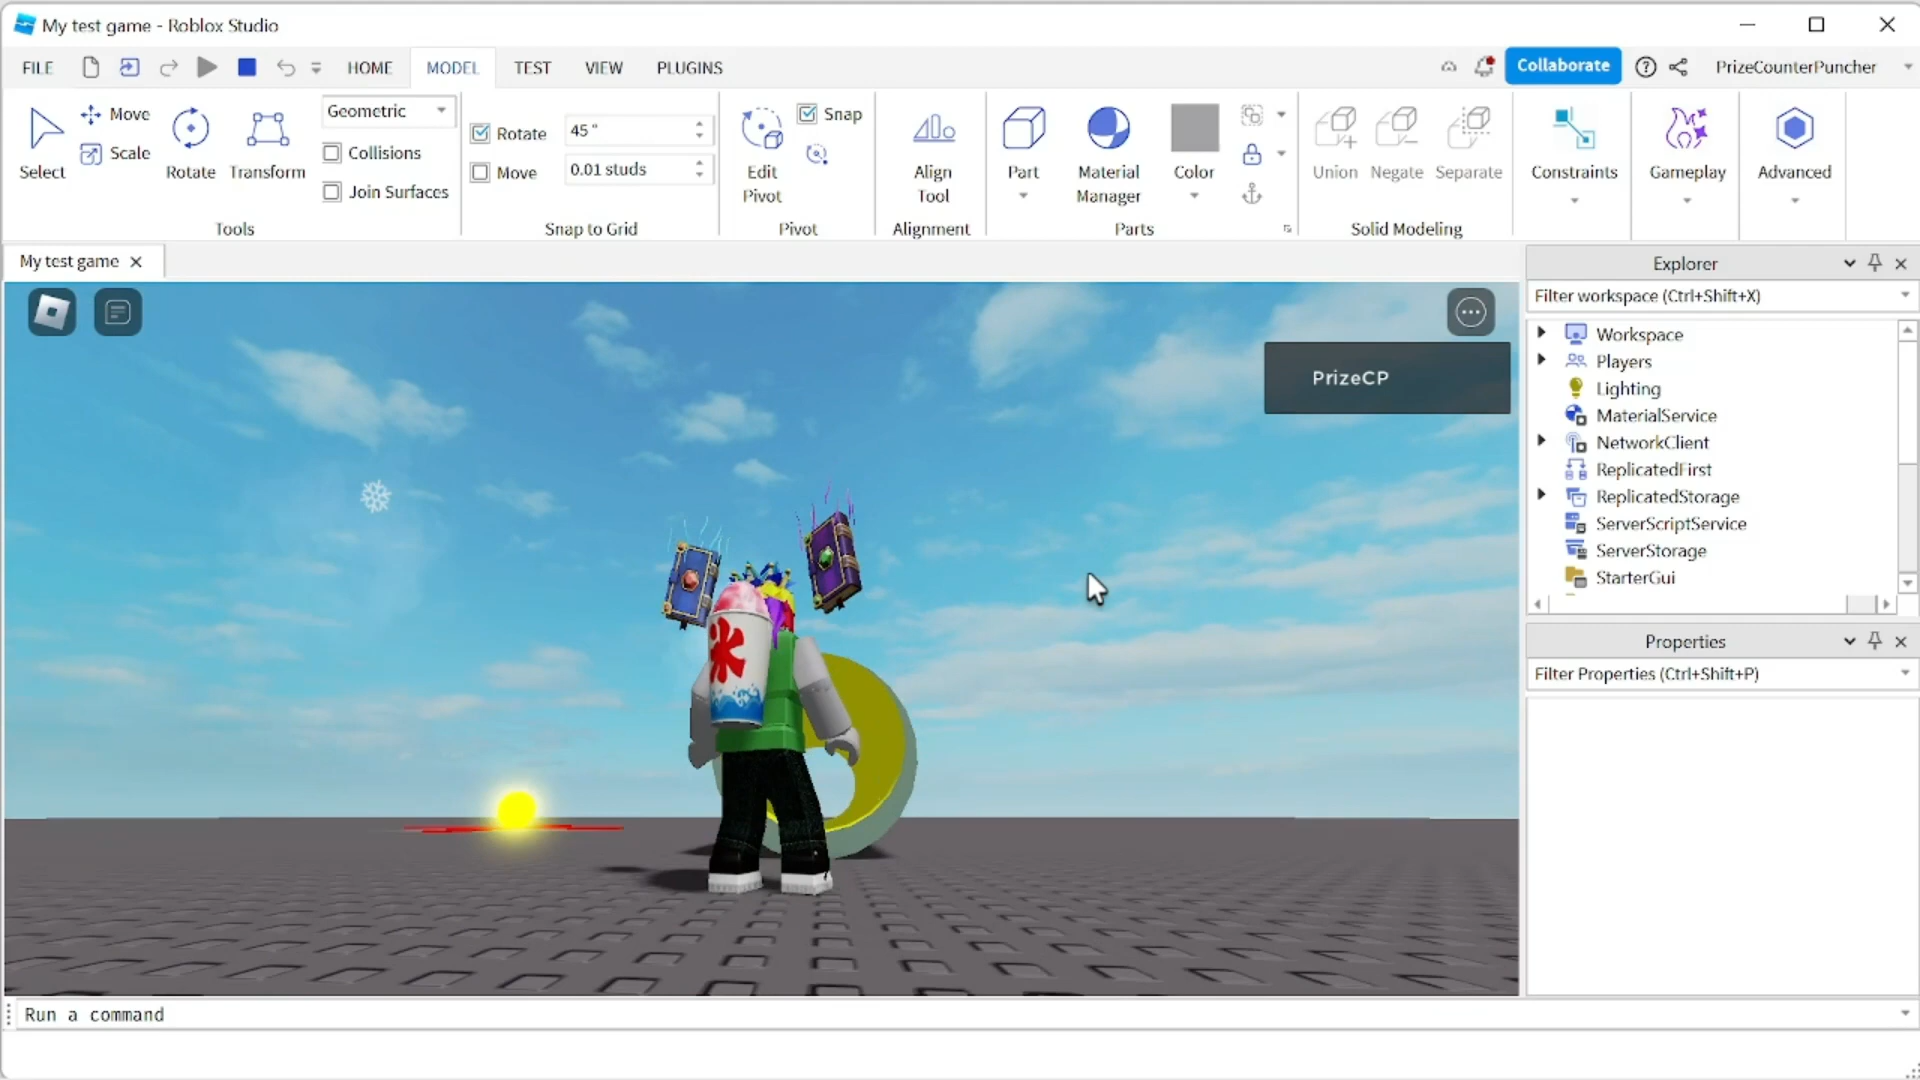 My test game - Roblox Studio
FILE HOME MODEL TEST VIEW PLUGINS Collaborate PrizeCounterPuncher
Select Move Scale Rotate Transform Geometric Collisions Join Surfaces
Tools
Rotate 45 °
Move 0.01 studs
Snap to Grid
Edit Pivot Snap
Pivot
Align Tool
Alignment
Part Material Manager Color
Parts
Union Negate Separate
Solid Modeling
Constraints Gameplay Advanced
My test game
Explorer
Filter workspace (Ctrl+Shift+X)
Workspace
Players
Lighting
MaterialService
NetworkClient
ReplicatedFirst
ReplicatedStorage
ServerScriptService
ServerStorage
StarterGui
Properties
Filter Properties (Ctrl+Shift+P)
PrizeCP
氷
Run a command